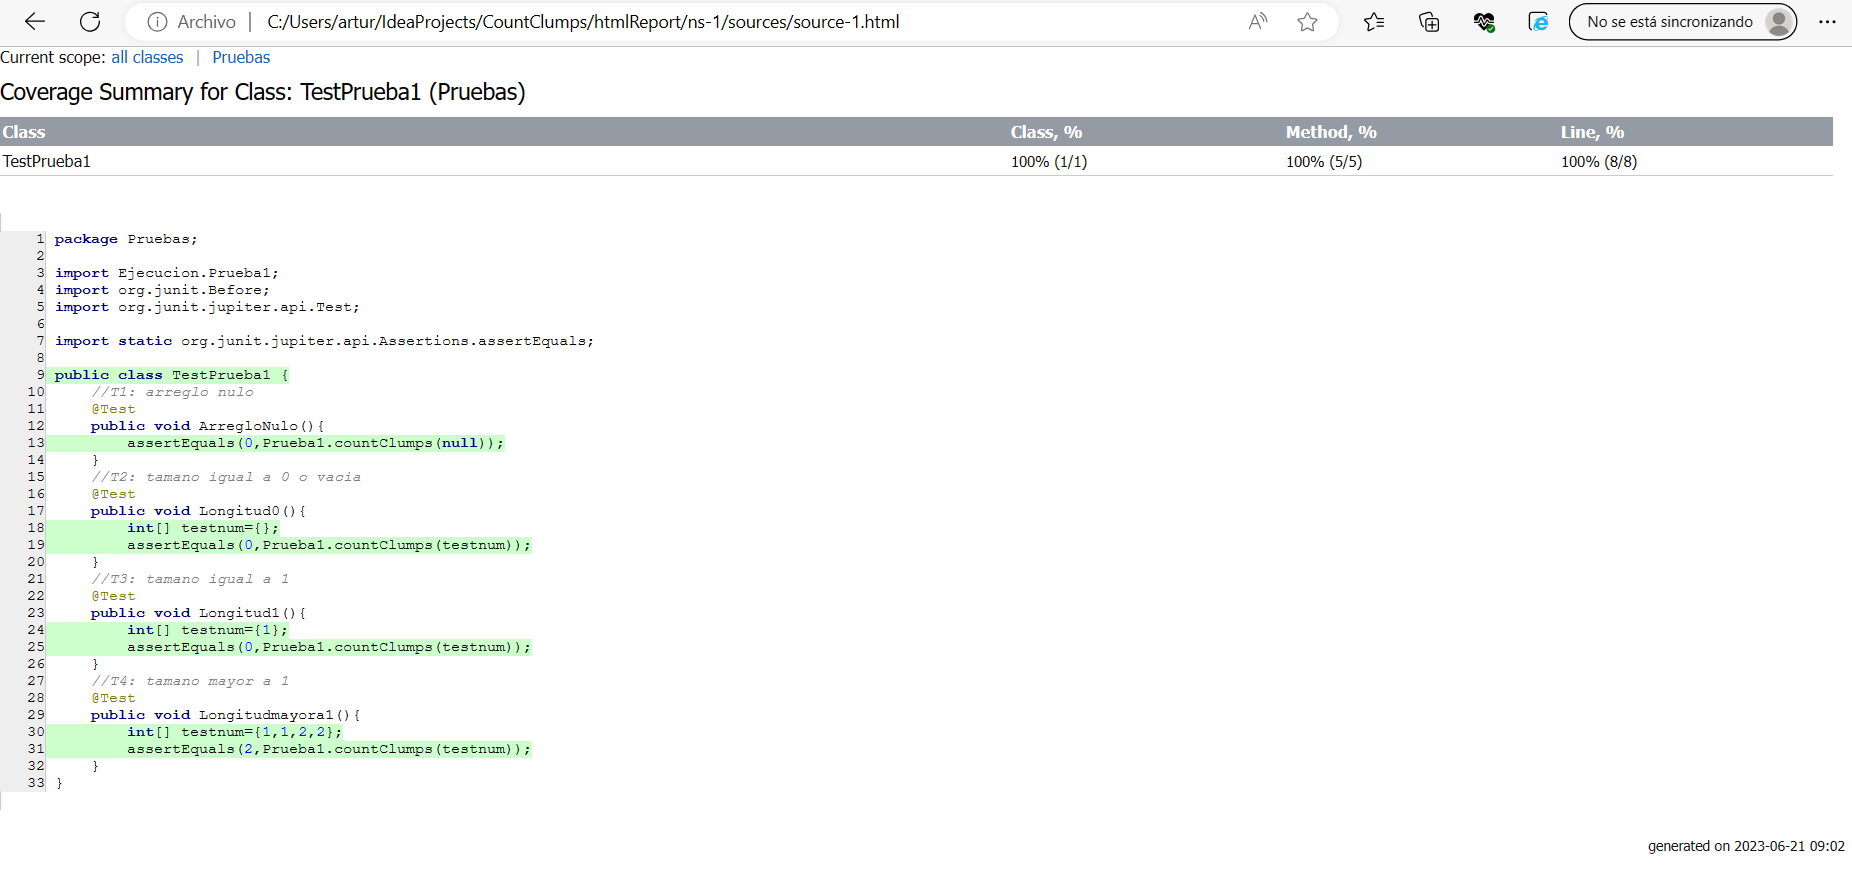 Archivo | C:/Users/artur/IdeaProjects/CountClumps/htmlReport/ns-1/sources/source-1.html No se está sincronizando
Current scope: all classes | Pruebas
Coverage Summary for Class: TestPrueba1 (Pruebas)
Class Class, % Method, % Line, %
TestPrueba1 100% (1/1) 100% (5/5) 100% (8/8)
1 package Pruebas;
2
3 import Ejecucion.Prueba1;
4 import org.junit.Before;
5 import org.junit.jupiter.api.Test;
6
7 import static org.junit.jupiter.api.Assertions.assertEquals;
8
9 public class TestPrueba1 {
10     //T1: arreglo nulo
11     @Test
12     public void ArregloNulo(){
13         assertEquals(0,Prueba1.countClumps(null));
14     }
15     //T2: tamano igual a 0 o vacia
16     @Test
17     public void Longitud0(){
18         int[] testnum={};
19         assertEquals(0,Prueba1.countClumps(testnum));
20     }
21     //T3: tamano igual a 1
22     @Test
23     public void Longitud1(){
24         int[] testnum={1};
25         assertEquals(0,Prueba1.countClumps(testnum));
26     }
27     //T4: tamano mayor a 1
28     @Test
29     public void Longitudmayora1(){
30         int[] testnum={1,1,2,2};
31         assertEquals(2,Prueba1.countClumps(testnum));
32     }
33 }
generated on 2023-06-21 09:02